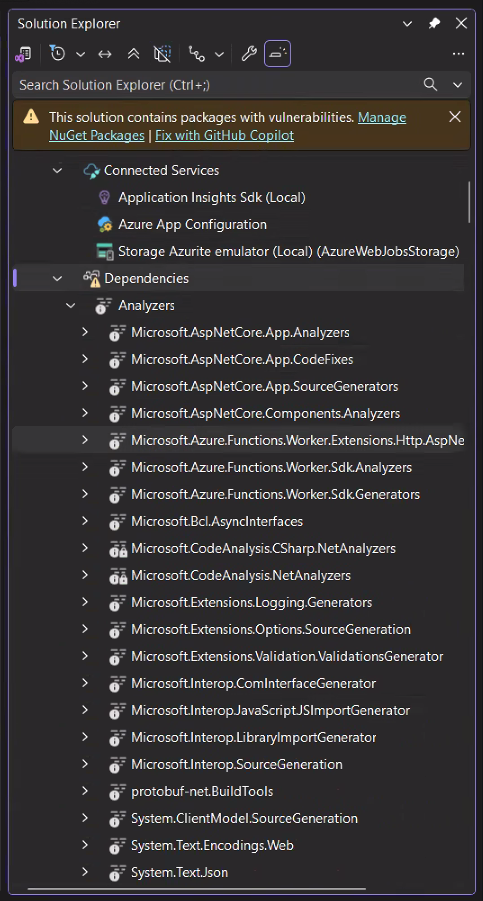 Solution Explorer
Search Solution Explorer (Ctrl+;)
This solution contains packages with vulnerabilities. Manage
NuGet Packages | Fix with GitHub Copilot
Connected Services
Application Insights Sdk (Local)
Azure App Configuration
Storage Azurite emulator (Local) (AzureWebJobsStorage)
Dependencies
Analyzers
Microsoft.AspNetCore.App.Analyzers
Microsoft.AspNetCore.App.CodeFixes
Microsoft.AspNetCore.App.SourceGenerators
Microsoft.AspNetCore.Components.Analyzers
Microsoft.Azure.Functions.Worker.Extensions.Http.AspNe
Microsoft.Azure.Functions.Worker.Sdk.Analyzers
Microsoft.Azure.Functions.Worker.Sdk.Generators
Microsoft.Bcl.AsyncInterfaces
Microsoft.CodeAnalysis.CSharp.NetAnalyzers
Microsoft.CodeAnalysis.NetAnalyzers
Microsoft.Extensions.Logging.Generators
Microsoft.Extensions.Options.SourceGeneration
Microsoft.Extensions.Validation.ValidationsGenerator
Microsoft.Interop.ComInterfaceGenerator
Microsoft.Interop.JavaScript.JSImportGenerator
Microsoft.Interop.LibraryImportGenerator
Microsoft.Interop.SourceGeneration
protobuf-net.BuildTools
System.ClientModel.SourceGeneration
System.Text.Encodings.Web
System.Text.Json